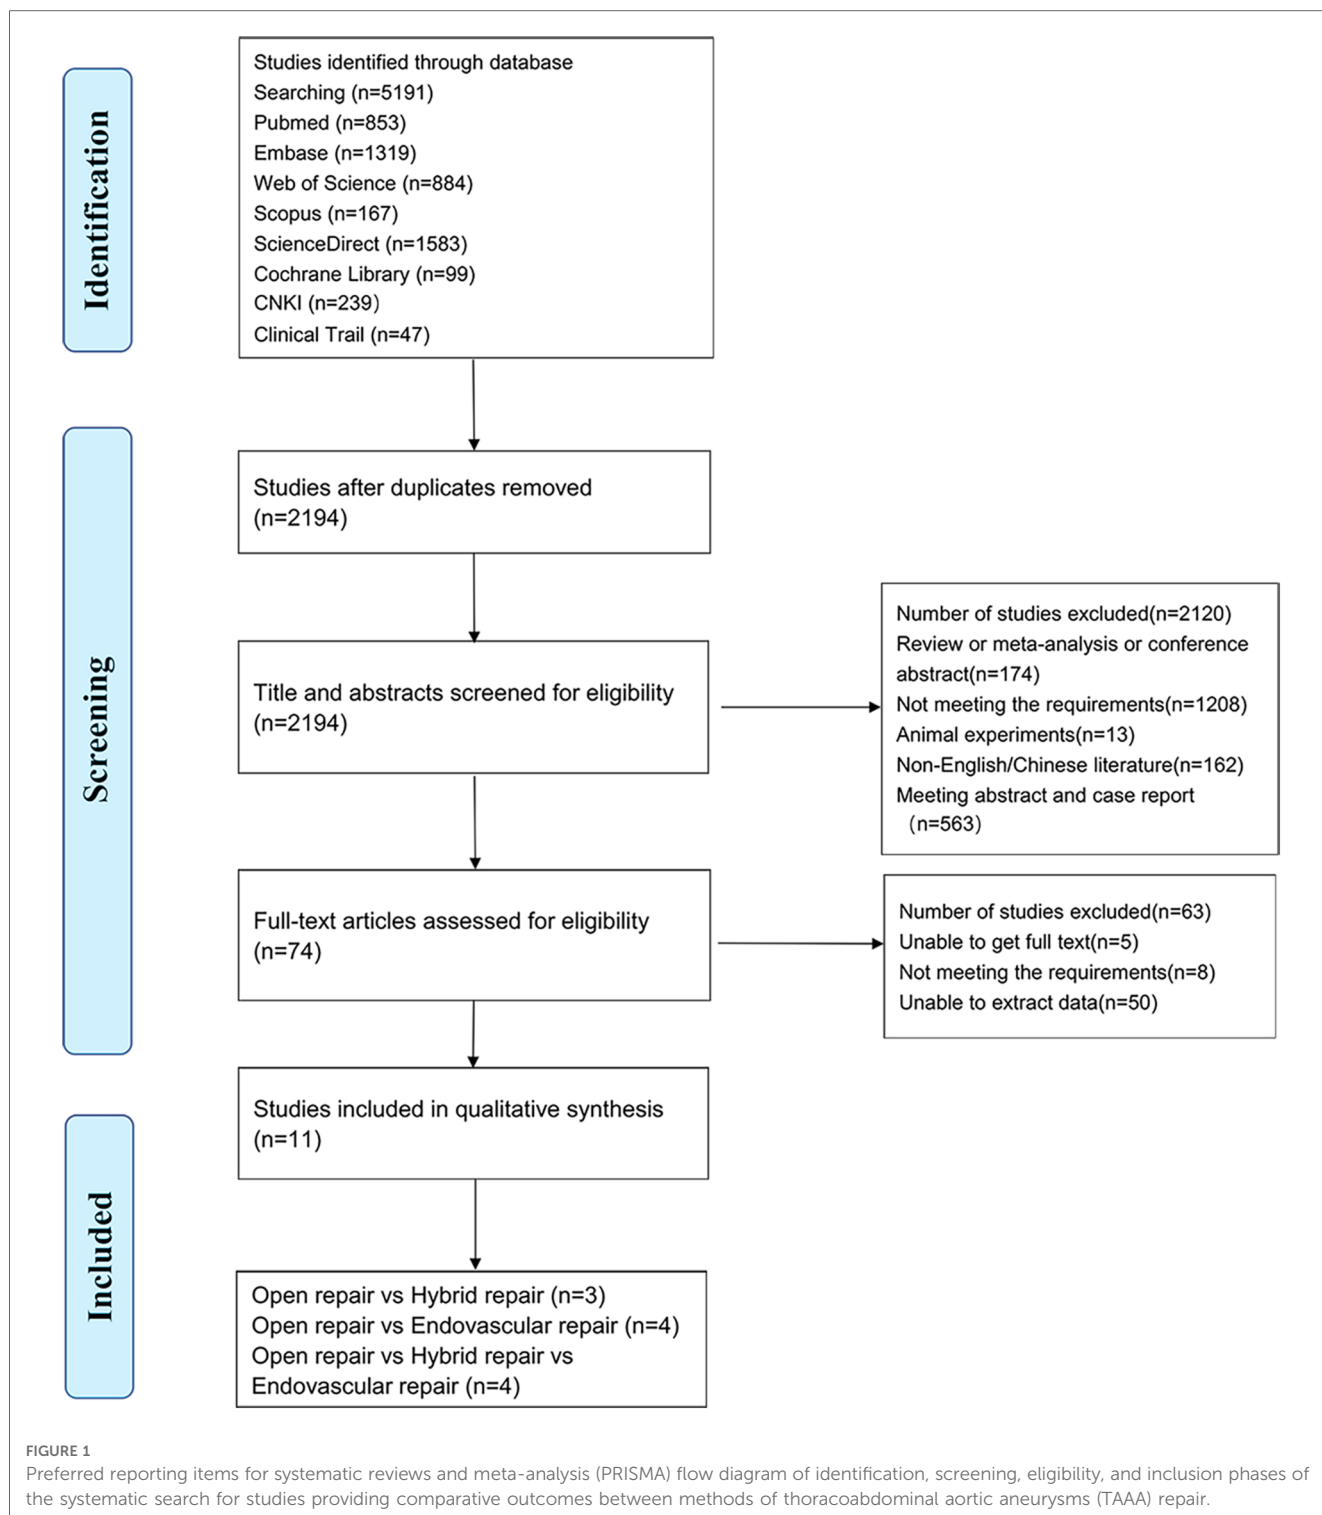 Identification
Studies identified through database
Searching (n=5191)
Pubmed (n=853)
Embase (n=1319)
Web of Science (n=884)
Scopus (n=167)
ScienceDirect (n=1583)
Cochrane Library (n=99)
CNKI (n=239）
Clinical Trail (n=47)
Screening
Studies after duplicates removed
(n=2194)
Title and abstracts screened for eligibility
(n=2194)
Number of studies excluded(n=2120)
Review or meta-analysis or conference
abstract(n=174)
Not meeting the requirements(n=1208)
Animal experiments(n=13)
Non-English/Chinese literature(n=162)
Meeting abstract and case report
（n=563）
Full-text articles assessed for eligibility
(n=74)
Number of studies excluded(n=63)
Unable to get full text(n=5)
Not meeting the requirements(n=8)
Unable to extract data(n=50)
Included
Studies included in qualitative synthesis
(n=11)
Open repair vs Hybrid repair (n=3)
Open repair vs Endovascular repair (n=4)
Open repair vs Hybrid repair vs
Endovascular repair (n=4)
FIGURE 1
Preferred reporting items for systematic reviews and meta-analysis (PRISMA) flow diagram of identification, screening, eligibility, and inclusion phases of
the systematic search for studies providing comparative outcomes between methods of thoracoabdominal aortic aneurysms (TAAA) repair.